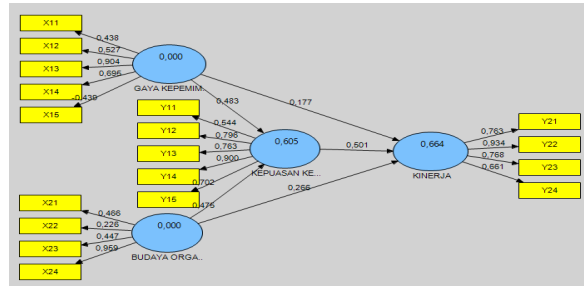 X11
0,438
X12
0,527
0,000
X13
0,904
X14
0,695
GAYA KEPEMIM..
X15
-0,439
Y11
0,483
0,177
0,544
Y12
0,796
Y13
0,763
0,605
0,501
0,664
Y14
0,900
KEPUASAN KE...
KINERJA
Y15
0,702
0,475
Y21
0,763
Y22
0,934
Y23
0,768
Y24
0,661
X21
0,466
0,266
X22
0,226
0,000
X23
0,447
X24
0,959
BUDAYA ORGA..